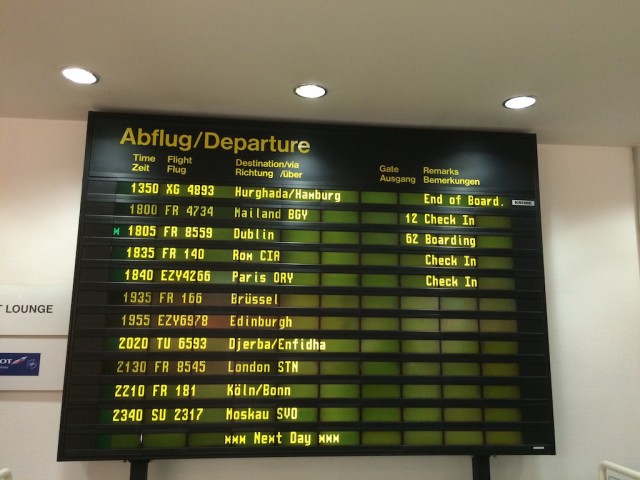 Abflug/Departure
Time Flight Destination/via Gate Remarks
Zeit Flug Richtung /über Ausgang Bemerkungen
1350 XG 4893 Hurghada/Hamburg End of Board.
1800 FR 4734 Mailand BGY 12 Check In
1805 FR 8559 Dublin 62 Boarding
1835 FR 140 Rom CIA Check In
1840 EZY4266 Paris ORY Check In
1935 FR 166 Brüssel
1955 EZY6978 Edinburgh
2020 TU 6593 Djerba/Enfidha
2130 FR 8545 London STN
2210 FR 181 Köln/Bonn
2340 SU 2317 Moskau SVO
*** Next Day ***
T LOUNGE
OT